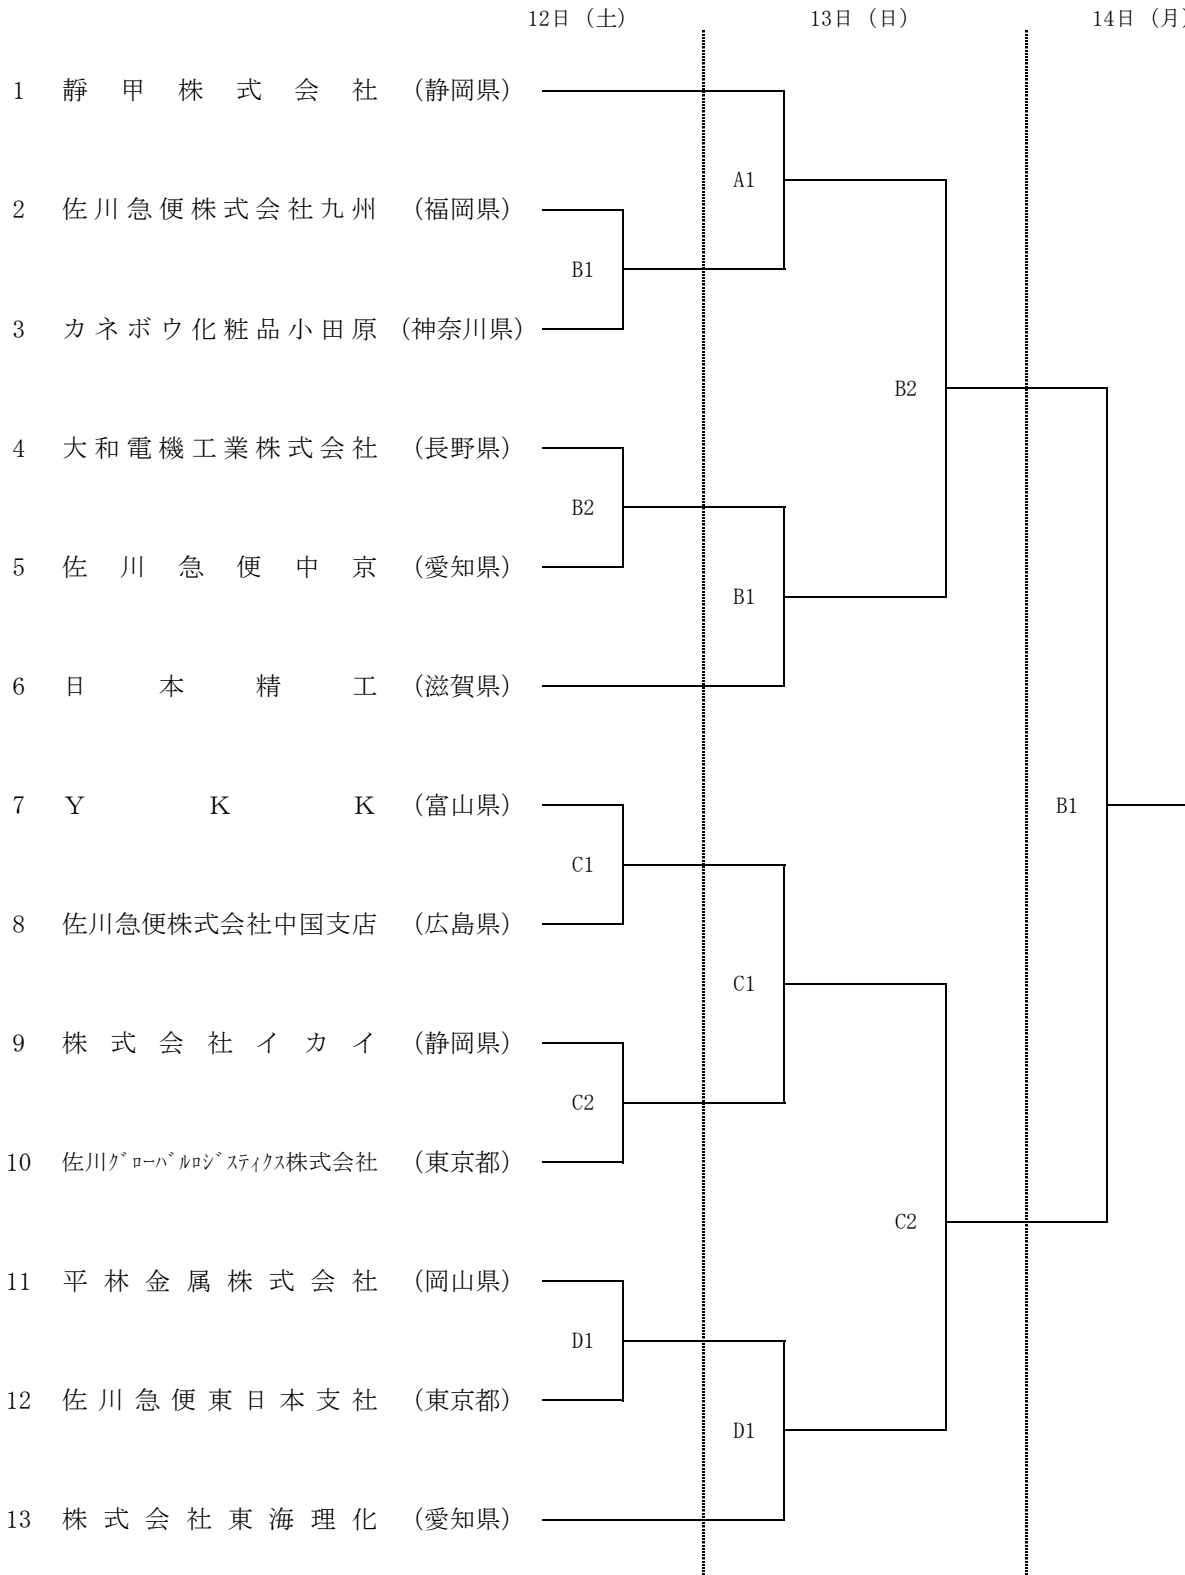 12日（土） 13日（日） 14日（月）
1 靜甲株式会社 （静岡県）
A1
2 佐川急便株式会社九州 （福岡県）
B1
3 カネボウ化粧品小田原 （神奈川県）
B2
4 大和電機工業株式会社 （長野県）
B2
5 佐川急便中京 （愛知県）
B1
6 日本精工 （滋賀県）
7 ＹＫＫ （富山県）
B1
C1
8 佐川急便株式会社中国支店 （広島県）
C1
9 株式会社イカイ （静岡県）
C2
10 佐川ｸﾞﾛｰﾊﾞﾙﾛｼﾞｽﾃｨｸｽ株式会社 （東京都）
C2
11 平林金属株式会社 （岡山県）
D1
12 佐川急便東日本支社 （東京都）
D1
13 株式会社東海理化 （愛知県）